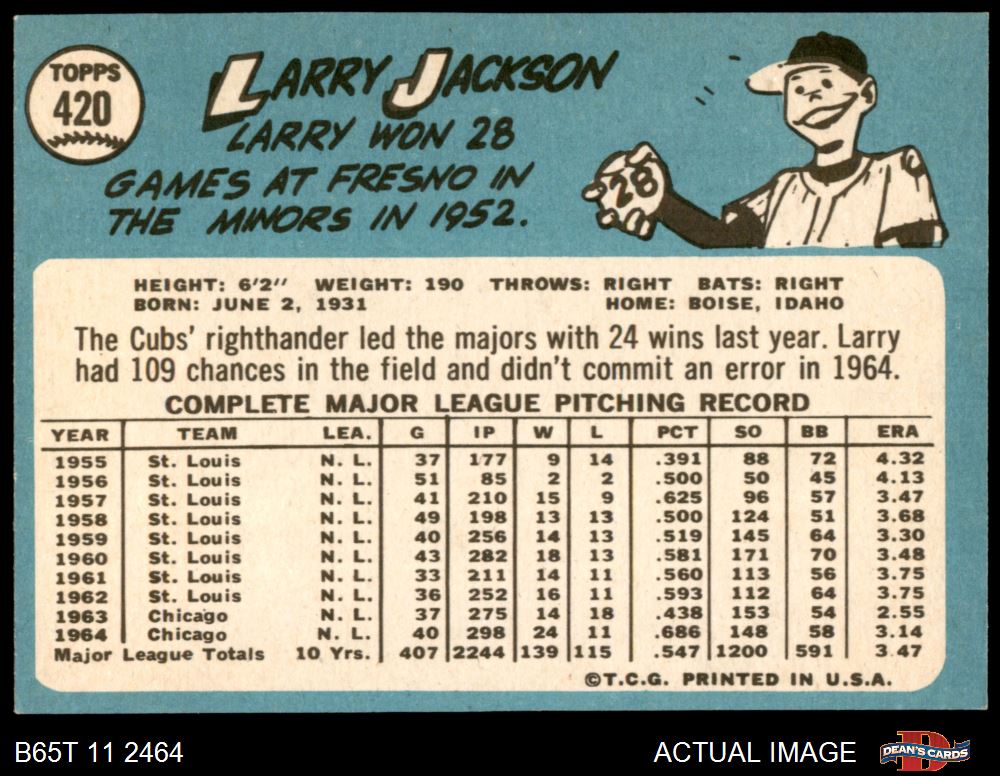 TOPPS
420
LARRY JACKSON
LARRY WON 28
GAMES AT FRESNO IN
THE MINORS IN 1952.
28
HEIGHT: 6'2" WEIGHT: 190 THROWS: RIGHT BATS: RIGHT
BORN: JUNE 2, 1931 HOME: BOISE, IDAHO
The Cubs' righthander led the majors with 24 wins last year. Larry
had 109 chances in the field and didn't commit an error in 1964.
COMPLETE MAJOR LEAGUE PITCHING RECORD
YEAR TEAM LEA. G IP W L PCT SO BB ERA
1955 St. Louis N. L. 37 177 9 14 .391 88 72 4.32
1956 St. Louis N. L. 51 85 2 2 .500 50 45 4.13
1957 St. Louis N. L. 41 210 15 9 .625 96 57 3.47
1958 St. Louis N. L. 49 198 13 13 .500 124 51 3.68
1959 St. Louis N. L. 40 256 14 13 .519 145 64 3.30
1960 St. Louis N. L. 43 282 18 13 .581 171 70 3.48
1961 St. Louis N. L. 33 211 14 11 .560 113 56 3.75
1962 St. Louis N. L. 36 252 16 11 .593 112 64 3.75
1963 Chicago N. L. 37 275 14 18 .438 153 54 2.55
1964 Chicago N. L. 40 298 24 11 .686 148 58 3.14
Major League Totals 10 Yrs. 407 2244 139 115 .547 1200 591 3.47
©T.C.G. PRINTED IN U.S.A.
B65T 11 2464 ACTUAL IMAGE
D
DEAN'S CARDS